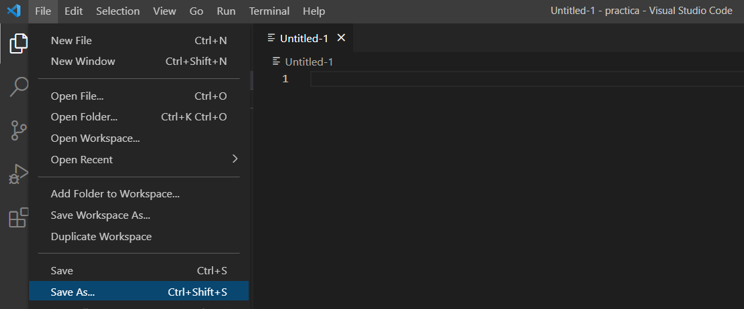 File Edit Selection View Go Run Terminal Help Untitled-1 - practica - Visual Studio Code
New File Ctrl+N
New Window Ctrl+Shift+N
Open File... Ctrl+O
Open Folder... Ctrl+K Ctrl+O
Open Workspace...
Open Recent
Add Folder to Workspace...
Save Workspace As...
Duplicate Workspace
Save Ctrl+S
Save As... Ctrl+Shift+S
Untitled-1
Untitled-1
1